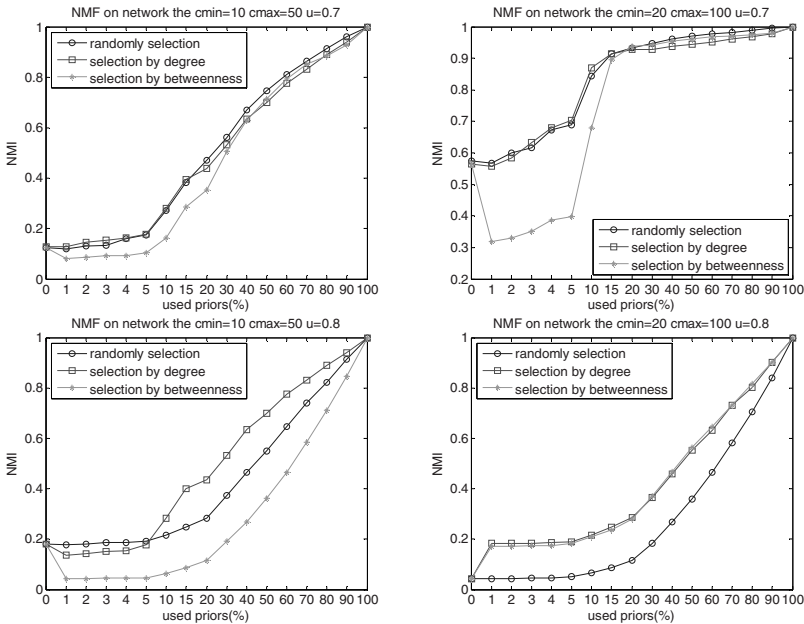 NMF on network the cmin=10 cmax=50 u=0.7
randomly selection
selection by degree
selection by betweenness
NMI
1
0.8
0.6
0.4
0.2
0
0 1 2 3 4 5 10 15 20 30 40 50 60 70 80 90 100
used priors(%)
NMF on network the cmin=20 cmax=100 u=0.7
NMI
1
0.9
0.8
0.7
0.6
0.5
0.4
0.3
0.2
randomly selection
selection by degree
selection by betweenness
0 1 2 3 4 5 10 15 20 30 40 50 60 70 80 90 100
used priors(%)
NMF on network the cmin=10 cmax=50 u=0.8
randomly selection
selection by degree
selection by betweenness
NMI
1
0.8
0.6
0.4
0.2
0
0 1 2 3 4 5 10 15 20 30 40 50 60 70 80 90 100
used priors(%)
NMF on network the cmin=20 cmax=100 u=0.8
randomly selection
selection by degree
selection by betweenness
NMI
1
0.8
0.6
0.4
0.2
0
0 1 2 3 4 5 10 15 20 30 40 50 60 70 80 90 100
used priors(%)